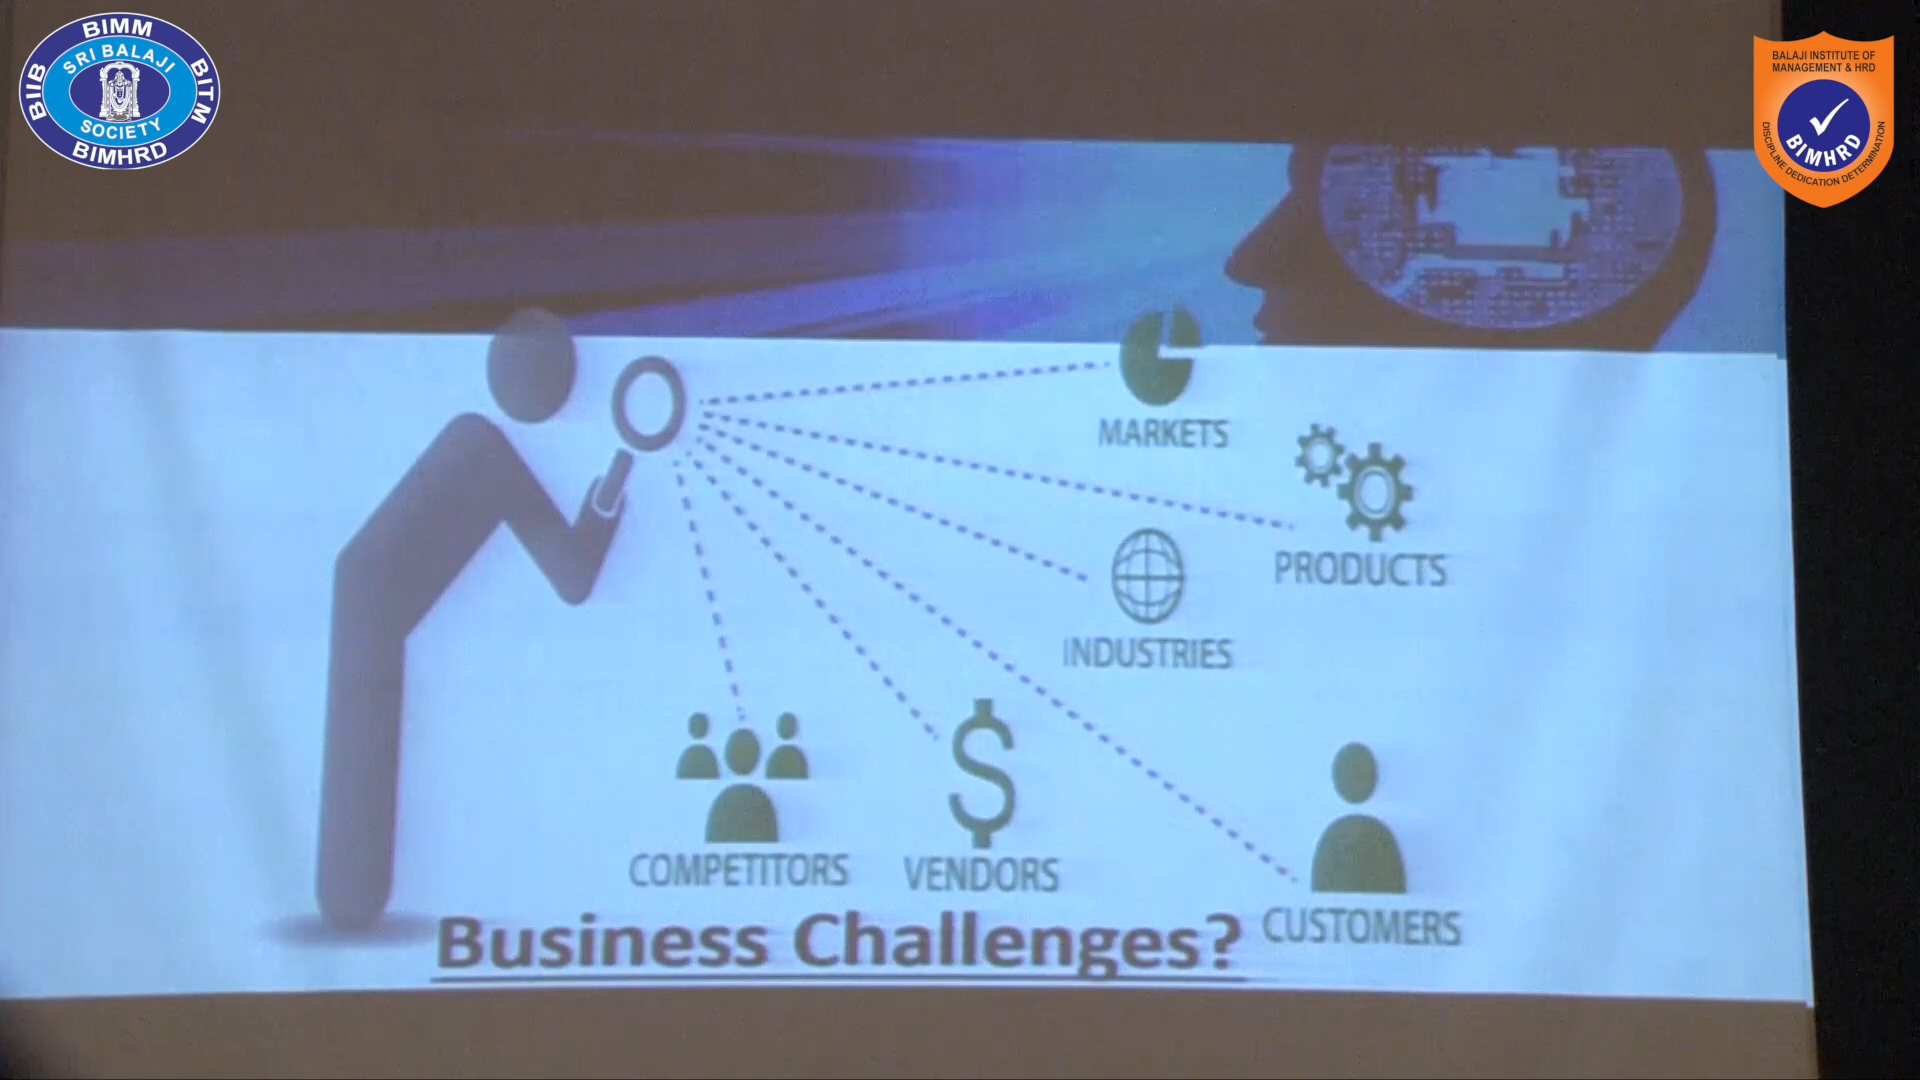 BIMM
SRI BALAJI
BIIB
BITM
SOCIETY
BIMHRD
BALAJI INSTITUTE OF
MANAGEMENT & HRD
BIMHRD
DISCIPLINE DEDICATION DETERMINATION
MARKETS
PRODUCTS
INDUSTRIES
COMPETITORS
VENDORS
CUSTOMERS
Business Challenges?